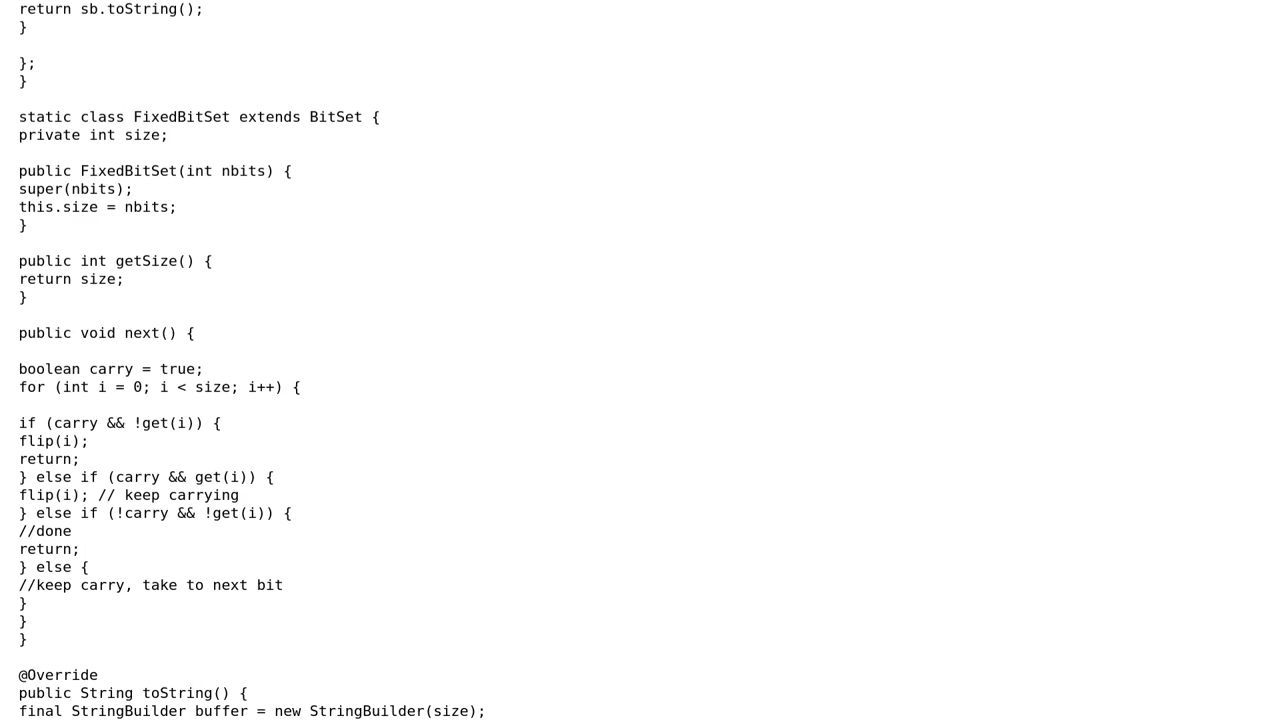 return sb.toString();
}
};
}
static class FixedBitSet extends BitSet {
private int size;
public FixedBitSet(int nbits) {
super(nbits);
this.size = nbits;
}
public int getSize() {
return size;
}
public void next() {
boolean carry = true;
for (int i = 0; i < size; i++) {
if (carry && !get(i)) {
flip(i);
return;
} else if (carry && get(i)) {
flip(i); // keep carrying
} else if (!carry && !get(i)) {
//done
return;
} else {
//keep carry, take to next bit
}
}
}
@Override
public String toString() {
final StringBuilder buffer = new StringBuilder(size);